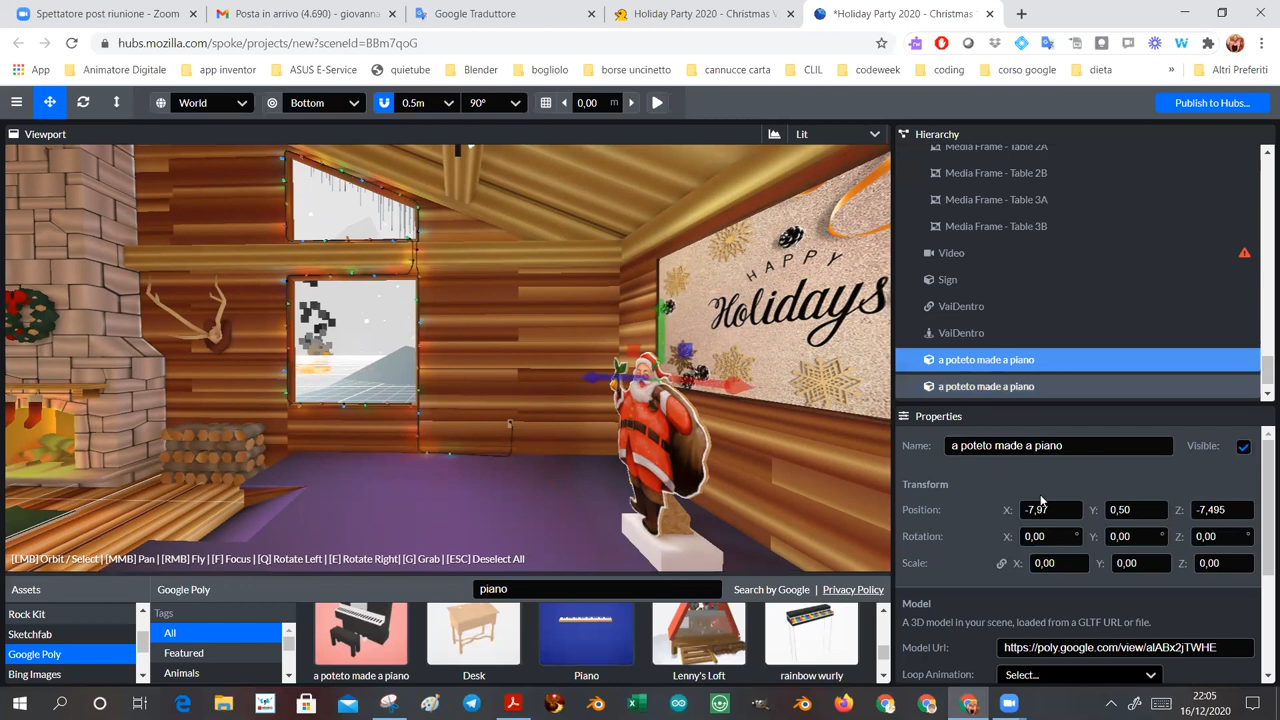 Spettatore post riunione - Zoom
Posta in arrivo (4.690) - giovanna
Google Traduttore
Holiday Party 2020 - Christmas V
*Holiday Party 2020 - Christmas
App
Animatore Digitale
app inventor
ASUS E-Service
quietube
Blender
bogliolo
borse uncinetto
cannucce carta
CLIL
codeweek
coding
corso google
dieta
»
Altri Preferiti
World
Bottom
0.5m
90°
0,00 m
Publish to Hubs...
Viewport
Lit
Hierarchy
Media Frame - Table 2A
Media Frame - Table 2B
Media Frame - Table 3A
Media Frame - Table 3B
Video
Sign
VaiDentro
VaiDentro
a poteto made a piano
a poteto made a piano
HAPPY
Holidays
Properties
Name: a poteto made a piano Visible:
Transform
Position: X: -7,97 Y: 0,50 Z: -7,495
Rotation: X: 0,00 ° Y: 0,00 ° Z: 0,00 °
Scale: X: 0,00 Y: 0,00 Z: 0,00
Model
A 3D model in your scene, loaded from a GLTF URL or file.
Model Url: https://poly.google.com/view/alABx2jTWHE
Loop Animation: Select...
[LMB] Orbit / Select | [MMB] Pan | [RMB] Fly | [F] Focus | [Q] Rotate Left | [E] Rotate Right| [G] Grab | [ESC] Deselect All
Assets
Google Poly
piano
Search by Google | Privacy Policy
Rock Kit
Sketchfab
Google Poly
Bing Images
Tags
All
Featured
Animals
a poteto made a piano
Desk
Piano
Lenny's Loft
rainbow wurly
22:05
16/12/2020